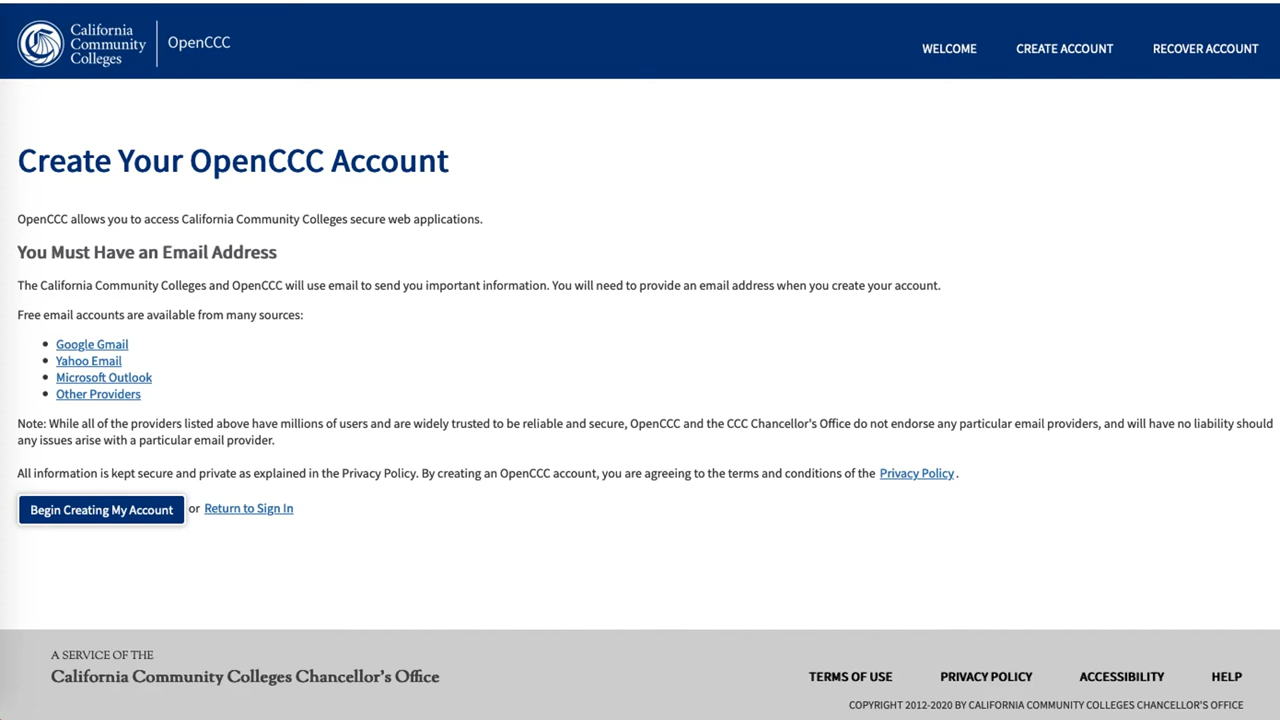 California
Community
Colleges
OpenCCC
WELCOME
CREATE ACCOUNT
RECOVER ACCOUNT
Create Your OpenCCC Account
OpenCCC allows you to access California Community Colleges secure web applications.
You Must Have an Email Address
The California Community Colleges and OpenCCC will use email to send you important information. You will need to provide an email address when you create your account.
Free email accounts are available from many sources:
Google Gmail
Yahoo Email
Microsoft Outlook
Other Providers
Note: While all of the providers listed above have millions of users and are widely trusted to be reliable and secure, OpenCCC and the CCC Chancellor's Office do not endorse any particular email providers, and will have no liability should
any issues arise with a particular email provider.
All information is kept secure and private as explained in the Privacy Policy. By creating an OpenCCC account, you are agreeing to the terms and conditions of the Privacy Policy .
Begin Creating My Account or Return to Sign In
A SERVICE OF THE
California Community Colleges Chancellor's Office
TERMS OF USE
PRIVACY POLICY
ACCESSIBILITY
HELP
COPYRIGHT 2012-2020 BY CALIFORNIA COMMUNITY COLLEGES CHANCELLOR'S OFFICE